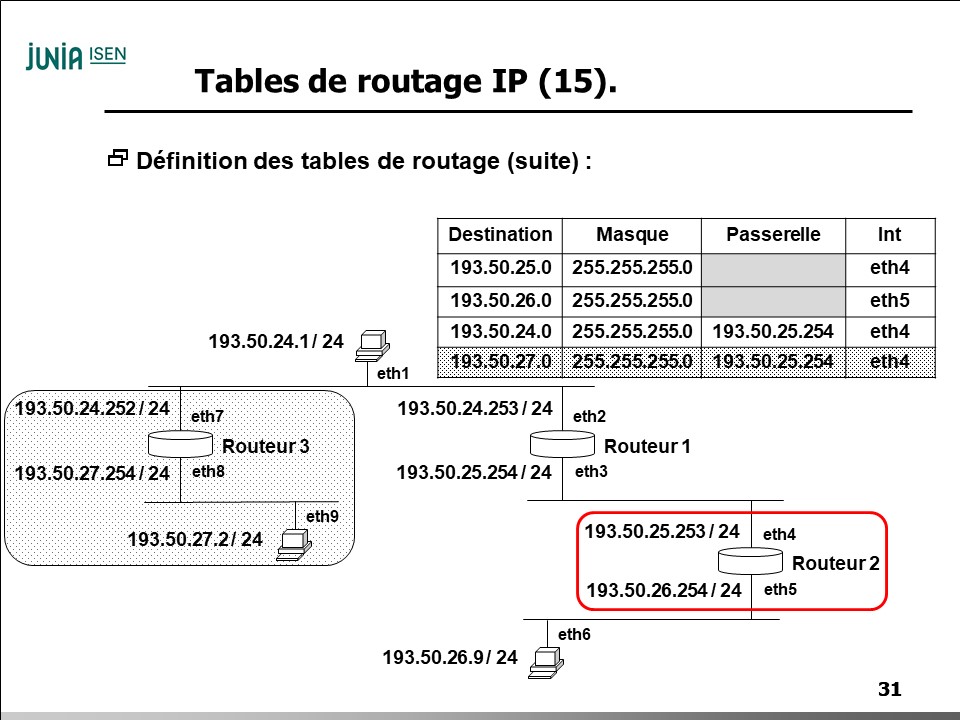 JUNIA ISEN
Tables de routage IP (15).
Définition des tables de routage (suite) :
Destination Masque Passerelle Int
193.50.25.0 255.255.255.0 eth4
193.50.26.0 255.255.255.0 eth5
193.50.24.0 255.255.255.0 193.50.25.254 eth4
193.50.27.0 255.255.255.0 193.50.25.254 eth4
193.50.24.1 / 24
eth1
193.50.24.252 / 24 eth7
Routeur 3
193.50.27.254 / 24 eth8
eth9
193.50.27.2 / 24
193.50.24.253 / 24 eth2
Routeur 1
193.50.25.254 / 24 eth3
193.50.25.253 / 24 eth4
Routeur 2
193.50.26.254 / 24 eth5
eth6
193.50.26.9 / 24
31